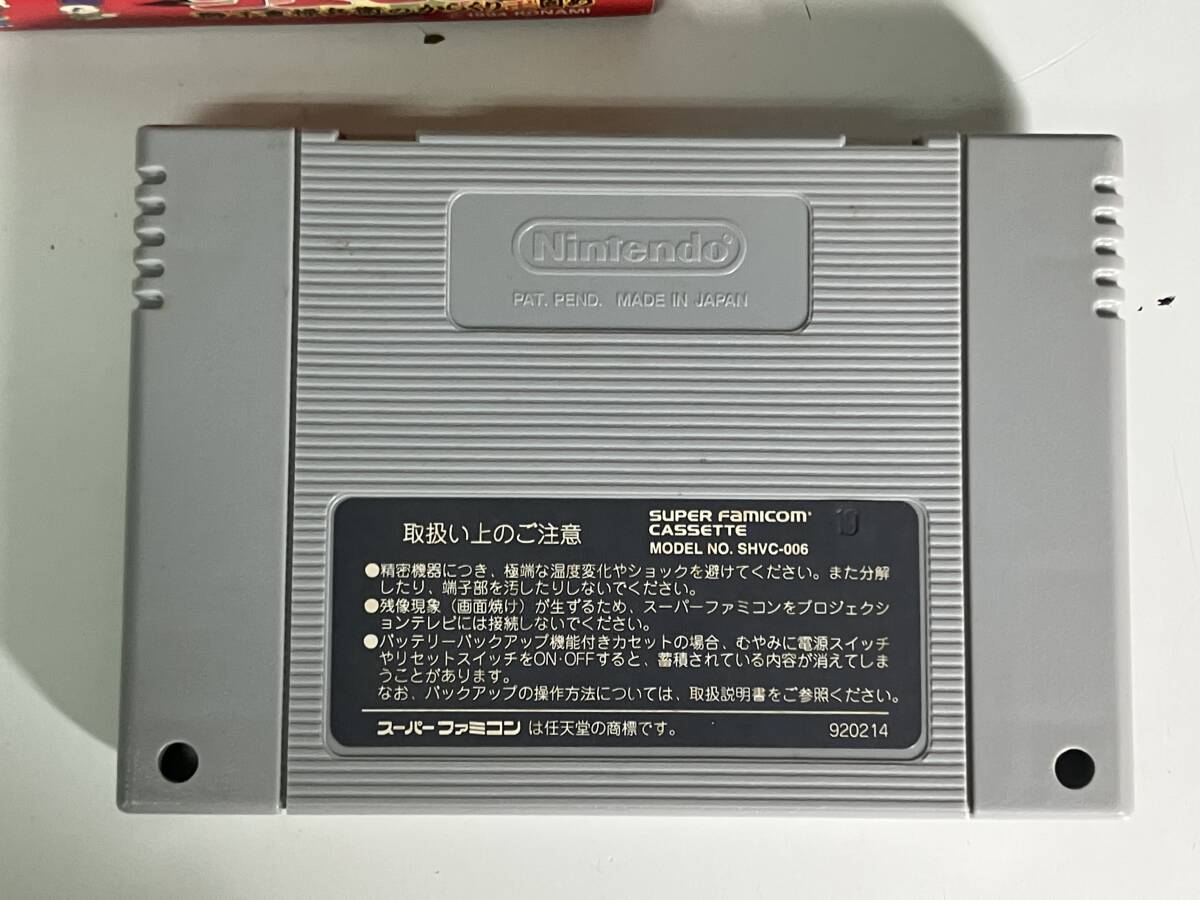 © 1994 KONAMI
Nintendo®
PAT. PEND. MADE IN JAPAN
取扱い上のご注意
SUPER FAMICOM
CASSETTE
MODEL NO. SHVC-006
19
●精密機器につき、極端な温度変化やショックを避けてください。また分解
したり、端子部を汚したりしないでください。
●残像現象（画面焼け）が生ずるため、スーパーファミコンをプロジェクシ
ョンテレビには接続しないでください。
●バッテリーバックアップ機能付きカセットの場合、むやみに電源スイッチ
やリセットスイッチをON·OFFすると、蓄積されている内容が消えてしま
うことがあります。
なお、バックアップの操作方法については、取扱説明書をご参照ください。
スーパーファミコン は任天堂の商標です。
920214